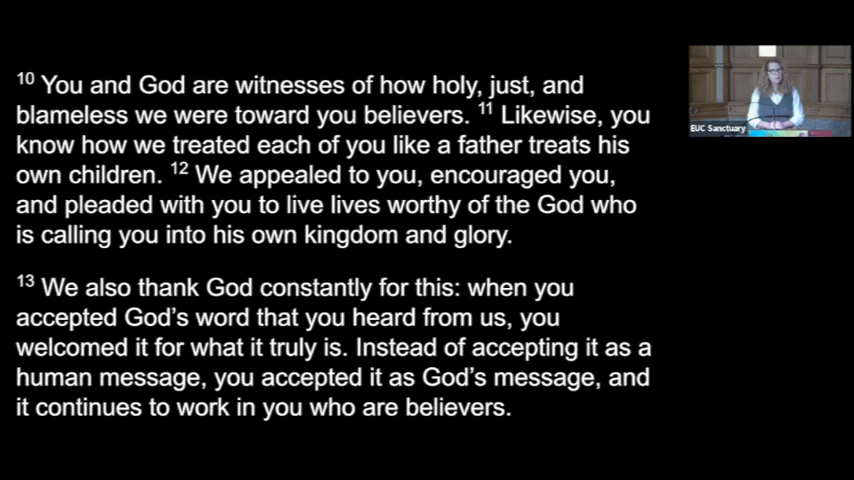 10 You and God are witnesses of how holy, just, and
blameless we were toward you believers. 11 Likewise, you
know how we treated each of you like a father treats his
own children. 12 We appealed to you, encouraged you,
and pleaded with you to live lives worthy of the God who
is calling you into his own kingdom and glory.
13 We also thank God constantly for this: when you
accepted God’s word that you heard from us, you
welcomed it for what it truly is. Instead of accepting it as a
human message, you accepted it as God’s message, and
it continues to work in you who are believers.
EUC Sanctuary